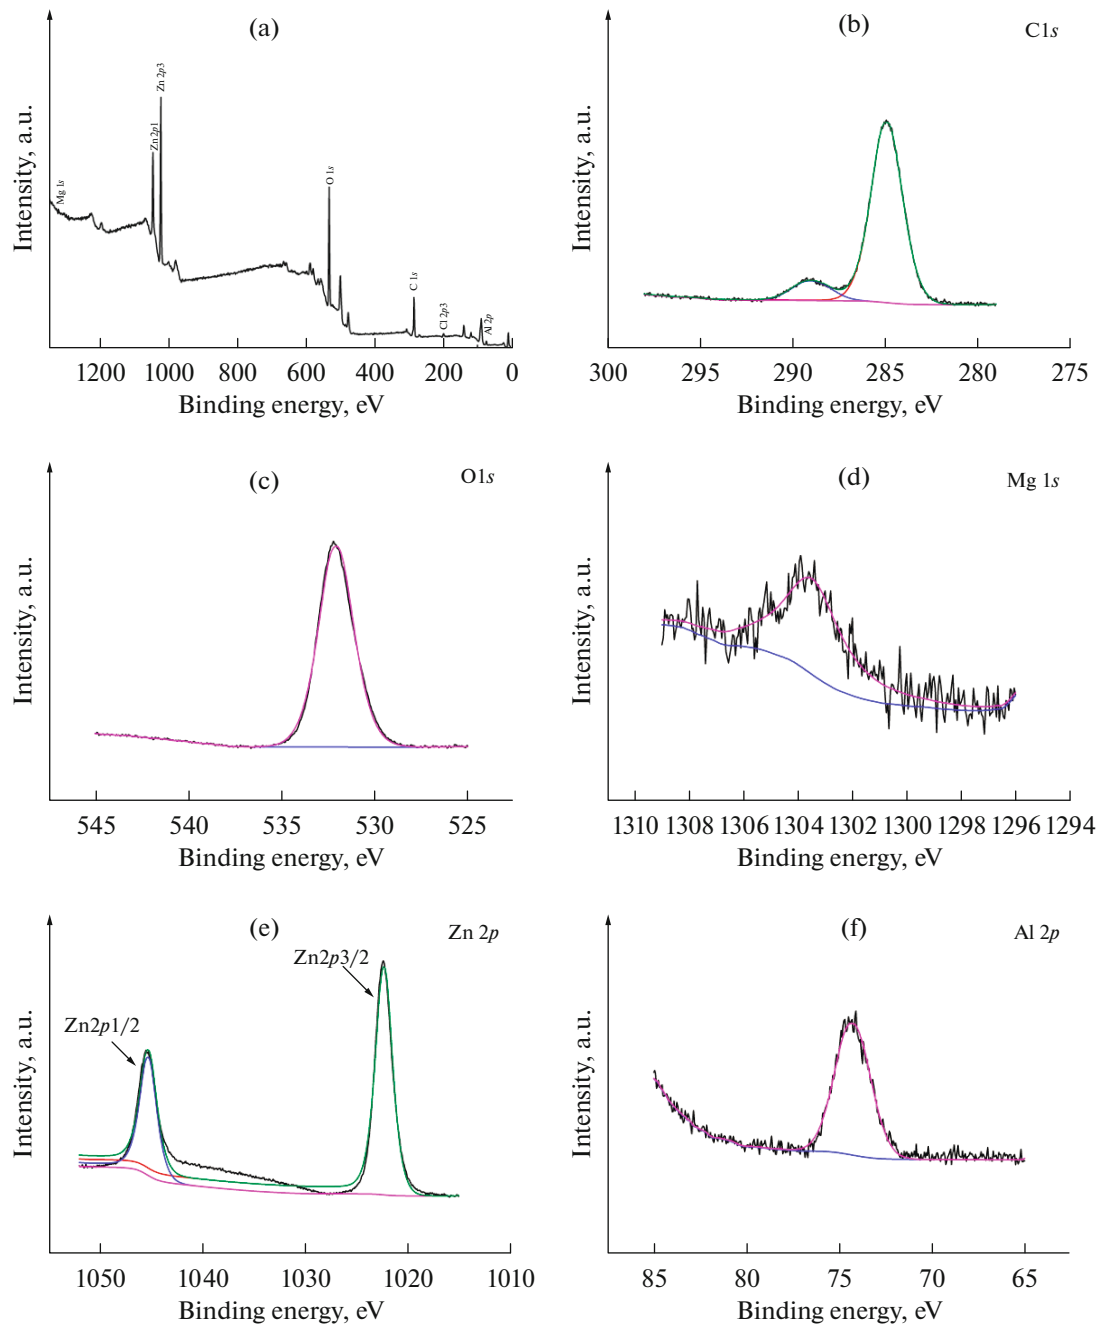 (a)
Intensity, a.u.
Mg 1s
Zn 2p1
Zn 2p3
O 1s
C 1s
Cl 2p3
Al 2p
1200 1000 800 600 400 200 0
Binding energy, eV
(b)
C1s
Intensity, a.u.
300 295 290 285 280 275
Binding energy, eV
(c)
O1s
Intensity, a.u.
545 540 535 530 525
Binding energy, eV
(d)
Mg 1s
Intensity, a.u.
1310 1308 1306 1304 1302 1300 1298 1296 1294
Binding energy, eV
(e)
Zn 2p
Zn2p3/2
Zn2p1/2
Intensity, a.u.
1050 1040 1030 1020 1010
Binding energy, eV
(f)
Al 2p
Intensity, a.u.
85 80 75 70 65
Binding energy, eV